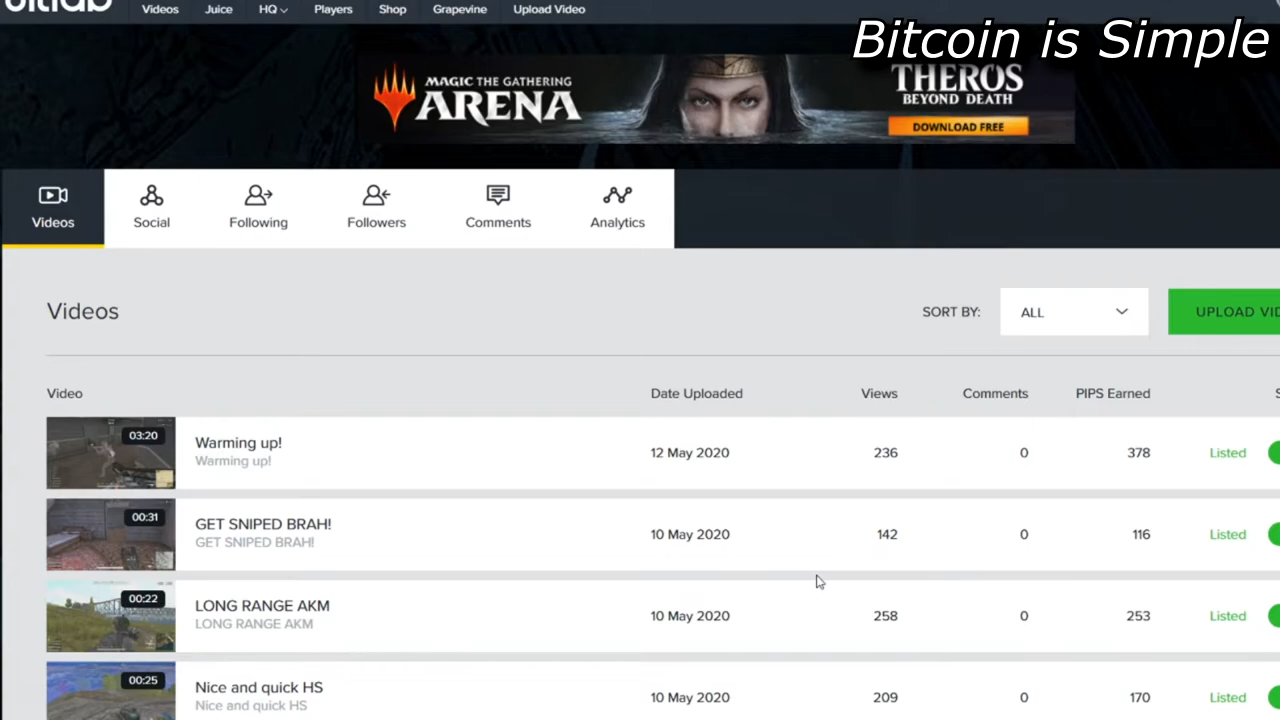 Videos Juice HQ Players Shop Grapevine Upload Video
Bitcoin is Simple
MAGIC THE GATHERING
ARENA
THEROS
BEYOND DEATH
DOWNLOAD FREE
Videos Social Following Followers Comments Analytics
Videos
SORT BY: ALL UPLOAD
Video Date Uploaded Views Comments PIPS Earned
03:20 Warming up! 12 May 2020 236 0 378 Listed
Warming up!
00:31 GET SNIPED BRAH! 10 May 2020 142 0 116 Listed
GET SNIPED BRAH!
00:22 LONG RANGE AKM 10 May 2020 258 0 253 Listed
LONG RANGE AKM
00:25 Nice and quick HS 10 May 2020 209 0 170 Listed
Nice and quick HS